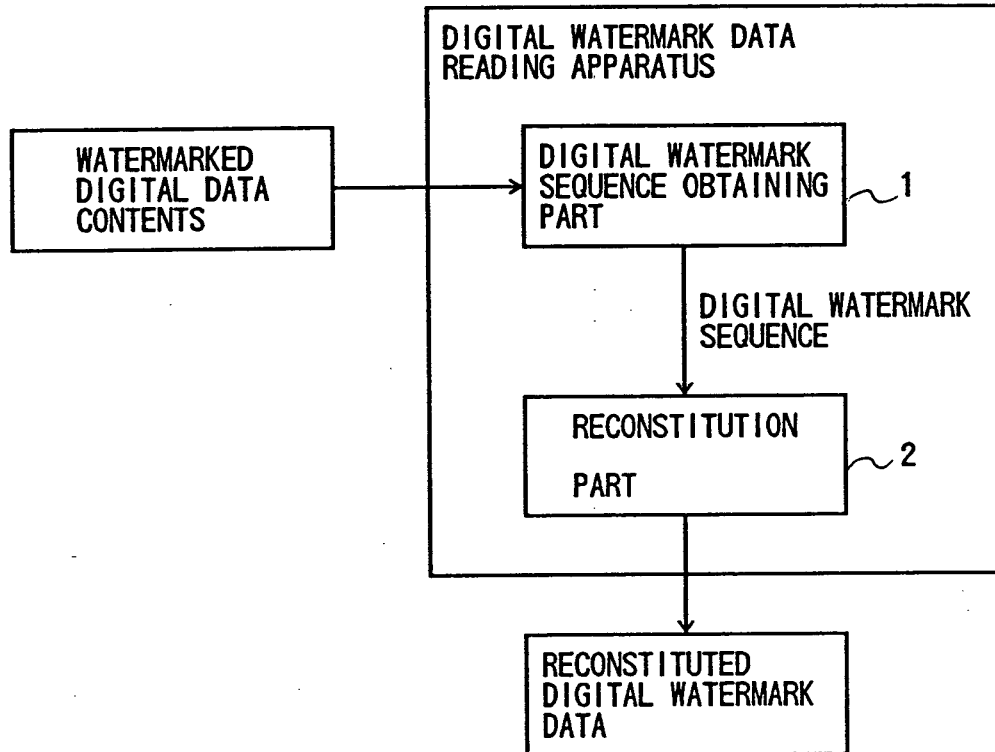 DIGITAL WATERMARK DATA
READING APPARATUS
WATERMARKED
DIGITAL DATA
CONTENTS
DIGITAL WATERMARK
SEQUENCE OBTAINING
PART
1
DIGITAL WATERMARK
SEQUENCE
RECONSTITUTION
PART
2
RECONSTITUTED
DIGITAL WATERMARK
DATA